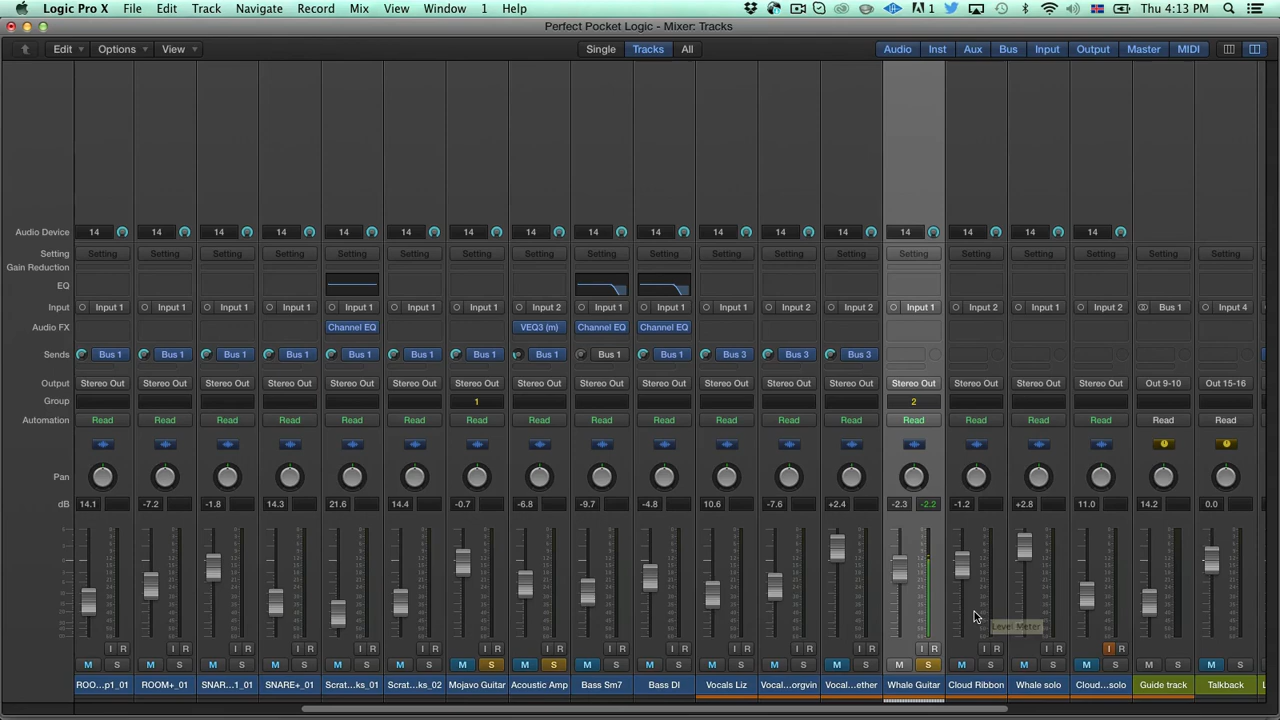 Logic Pro X File Edit Track Navigate Record Mix View Window 1 Help A 1 Thu 4:13 PM
Perfect Pocket Logic - Mixer: Tracks
Edit Options View Single Tracks All Audio Inst Aux Bus Input Output Master MIDI
Audio Device 14 14 14 14 14 14 14 14 14 14 14 14 14 14 14 14 14
Setting Setting Setting Setting Setting Setting Setting Setting Setting Setting Setting Setting Setting Setting Setting Setting Setting Setting Setting Setting
Gain Reduction
EQ
Input Input 1 Input 1 Input 1 Input 1 Input 1 Input 1 Input 1 Input 2 Input 1 Input 1 Input 1 Input 2 Input 2 Input 1 Input 2 Input 1 Input 2 Bus 1 Input 4
Audio FX Channel EQ VEQ3 (m) Channel EQ Channel EQ
Sends Bus 1 Bus 1 Bus 1 Bus 1 Bus 1 Bus 1 Bus 1 Bus 1 Bus 1 Bus 1 Bus 3 Bus 3 Bus 3
Output Stereo Out Stereo Out Stereo Out Stereo Out Stereo Out Stereo Out Stereo Out Stereo Out Stereo Out Stereo Out Stereo Out Stereo Out Stereo Out Stereo Out Stereo Out Stereo Out Stereo Out Out 9-10 Out 15-16
Group 1 2
Automation Read Read Read Read Read Read Read Read Read Read Read Read Read Read Read Read Read Read Read
Pan
dB 14.1 -7.2 -1.8 14.3 21.6 14.4 -0.7 -6.8 -9.7 -4.8 10.6 -7.6 +2.4 -2.3 -2.2 -1.2 +2.8 11.0 14.2 0.0
Level Meter
I R I R I R I R I R I R I R I R I R I R I R I R I R I R I R I R I R
M S M S M S M S M S M S M S M S M S M S M S M S M S M S M S M S M S M S M S
ROO...p1_01 ROOM+_01 SNAR...1_01 SNARE+_01 Scrat...ks_01 Scrat...ks_02 Mojavo Guitar Acoustic Amp Bass Sm7 Bass DI Vocals Liz Vocal...orgvin Vocal...ether Whale Guitar Cloud Ribbon Whale solo Cloud...solo Guide track Talkback